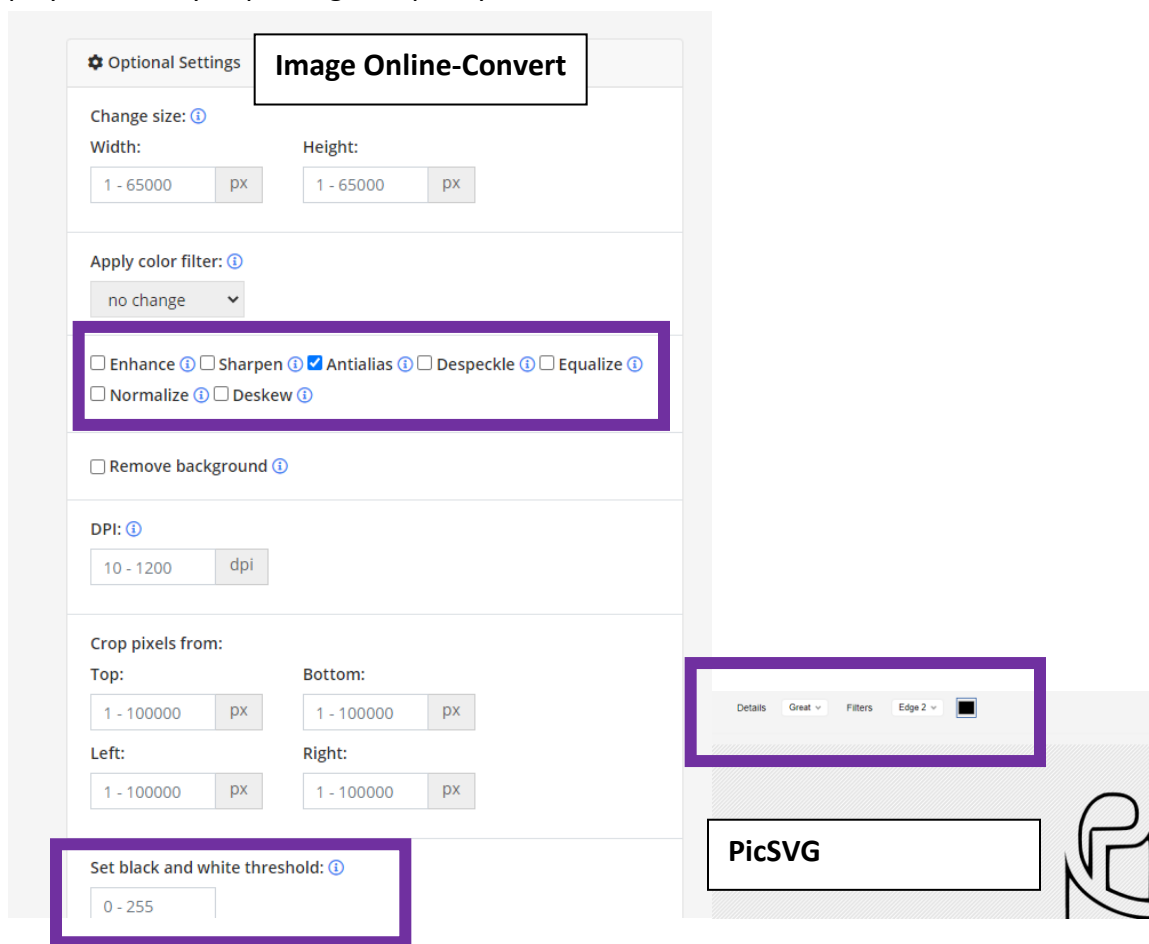 Optional Settings
Image Online-Convert
Change size:
Width: Height:
1 - 65000 px 1 - 65000 px
Apply color filter:
no change
Enhance Sharpen Antialias Despeckle Equalize
Normalize Deskew
Remove background
DPI:
10 - 1200 dpi
Crop pixels from:
Top: Bottom:
1 - 100000 px 1 - 100000 px
Left: Right:
1 - 100000 px 1 - 100000 px
Set black and white threshold:
0 - 255
Details Great Filters Edge 2
PicSVG